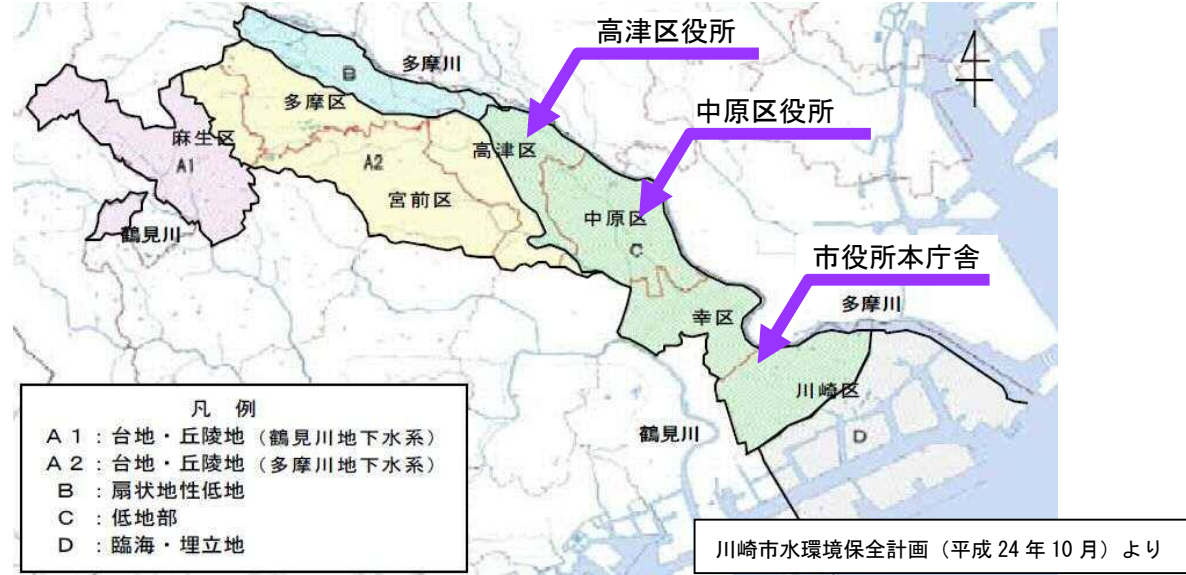 高津区役所
多摩川
B
中原区役所
多摩区
麻生区
高津区
A1
A2
宮前区
中原区
鶴見川
C
市役所本庁舎
多摩川
幸区
川崎区
鶴見川
D
凡 例
A1:台地・丘陵地(鶴見川地下水系)
A2:台地・丘陵地(多摩川地下水系)
B:扇状地性低地
C:低地部
D:臨海・埋立地
川崎市水環境保全計画(平成24年10月)より